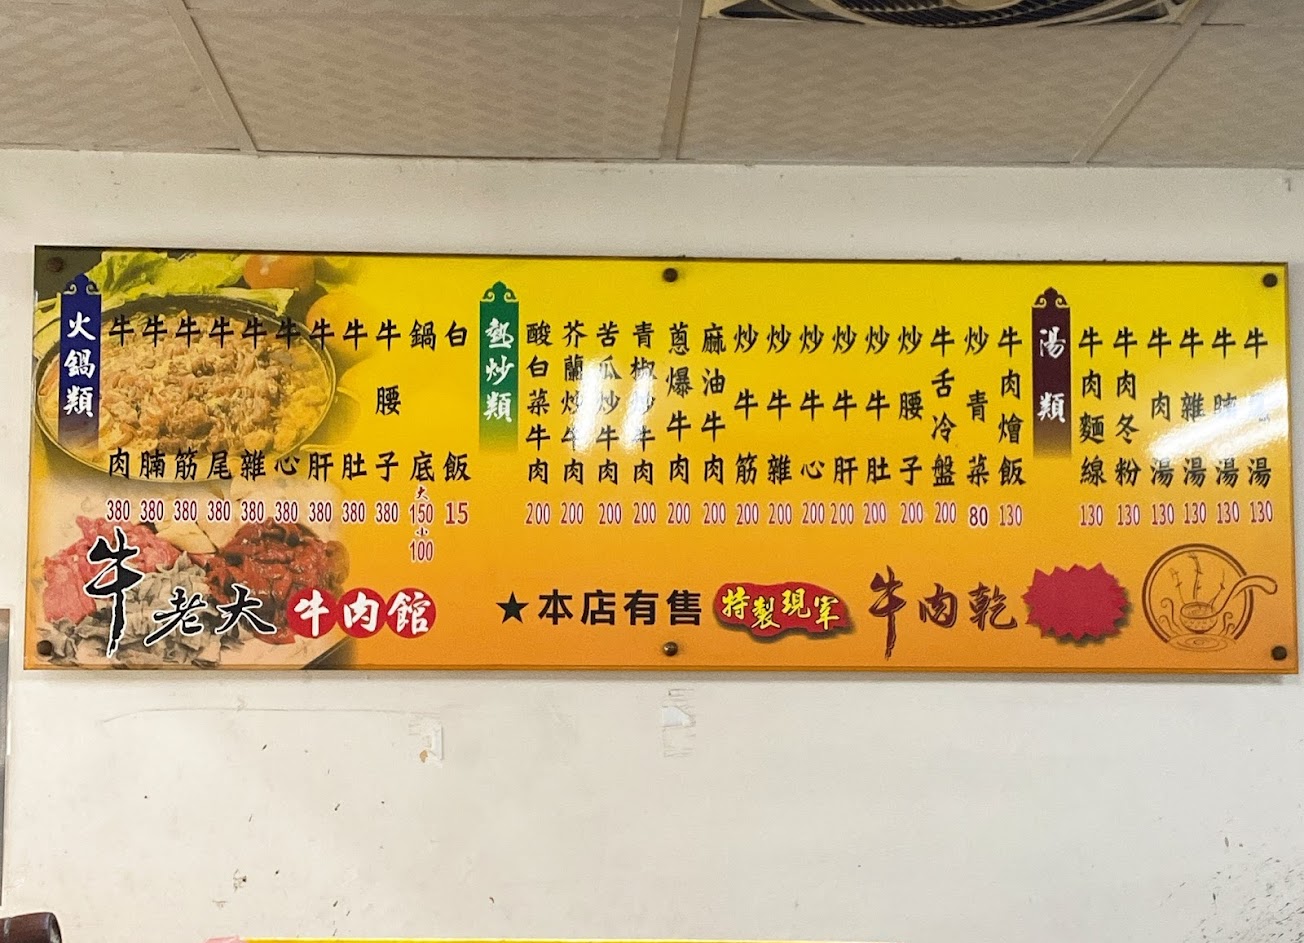 火鍋類
牛肉 380
牛腩 380
牛筋 380
牛尾 380
牛雜 380
牛心 380
牛肝 380
牛肚 380
牛腰子 380
鍋底 大150 小100
白飯 15
熱炒類
酸白菜牛肉 200
芥蘭炒牛肉 200
苦瓜炒牛肉 200
青椒炒牛肉 200
蔥爆牛肉 200
麻油牛肉 200
炒牛筋 200
炒牛雜 200
炒牛心 200
炒牛肝 200
炒牛肚 200
炒腰子 200
牛舌冷盤 200
炒青菜 80
牛肉燴飯 130
湯類
牛肉麵線 130
牛肉冬粉 130
牛肉湯 130
牛雜湯 130
牛腩湯 130
牛湯 130
牛老大牛肉館
★本店有售 特製現宰 牛肉乾